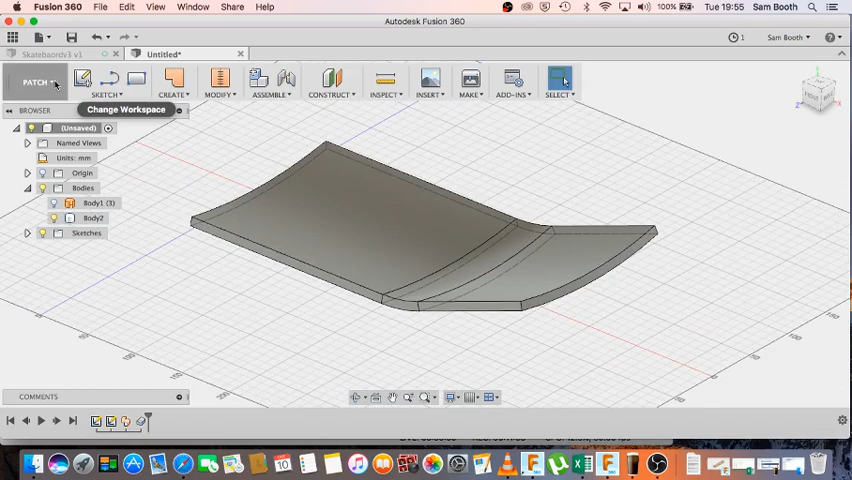 Fusion 360 File Edit View Window Share Help 100% Tue 19:55 Sam Booth
Autodesk Fusion 360
1 Sam Booth
Skatebaordv3 v1 Untitled*
PATCH SKETCH CREATE MODIFY ASSEMBLE CONSTRUCT INSPECT INSERT MAKE ADD-INS SELECT
Change Workspace
BROWSER
(Unsaved)
Named Views
Units: mm
Origin
Bodies
Body1 (3)
Body2
Sketches
COMMENTS